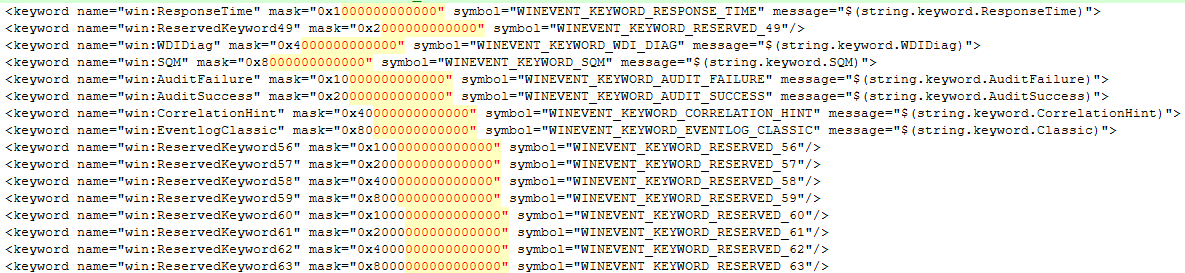 <keyword name="win:ResponseTime" mask="0x1000000000000" symbol="WINEVENT_KEYWORD_RESPONSE_TIME" message="$(string.keyword.ResponseTime)">
<keyword name="win:ReservedKeyword49" mask="0x2000000000000" symbol="WINEVENT_KEYWORD_RESERVED_49"/>
<keyword name="win:WDIDiag" mask="0x4000000000000" symbol="WINEVENT_KEYWORD_WDI_DIAG" message="$(string.keyword.WDIDiag)">
<keyword name="win:SQM" mask="0x8000000000000" symbol="WINEVENT_KEYWORD_SQM" message="$(string.keyword.SQM)">
<keyword name="win:AuditFailure" mask="0x10000000000000" symbol="WINEVENT_KEYWORD_AUDIT_FAILURE" message="$(string.keyword.AuditFailure)">
<keyword name="win:AuditSuccess" mask="0x20000000000000" symbol="WINEVENT_KEYWORD_AUDIT_SUCCESS" message="$(string.keyword.AuditSuccess)">
<keyword name="win:CorrelationHint" mask="0x40000000000000" symbol="WINEVENT_KEYWORD_CORRELATION_HINT" message="$(string.keyword.CorrelationHint)">
<keyword name="win:EventlogClassic" mask="0x80000000000000" symbol="WINEVENT_KEYWORD_EVENTLOG_CLASSIC" message="$(string.keyword.Classic)">
<keyword name="win:ReservedKeyword56" mask="0x100000000000000" symbol="WINEVENT_KEYWORD_RESERVED_56"/>
<keyword name="win:ReservedKeyword57" mask="0x200000000000000" symbol="WINEVENT_KEYWORD_RESERVED_57"/>
<keyword name="win:ReservedKeyword58" mask="0x400000000000000" symbol="WINEVENT_KEYWORD_RESERVED_58"/>
<keyword name="win:ReservedKeyword59" mask="0x800000000000000" symbol="WINEVENT_KEYWORD_RESERVED_59"/>
<keyword name="win:ReservedKeyword60" mask="0x1000000000000000" symbol="WINEVENT_KEYWORD_RESERVED_60"/>
<keyword name="win:ReservedKeyword61" mask="0x2000000000000000" symbol="WINEVENT_KEYWORD_RESERVED_61"/>
<keyword name="win:ReservedKeyword62" mask="0x4000000000000000" symbol="WINEVENT_KEYWORD_RESERVED_62"/>
<keyword name="win:ReservedKeyword63" mask="0x8000000000000000" symbol="WINEVENT_KEYWORD_RESERVED_63"/>